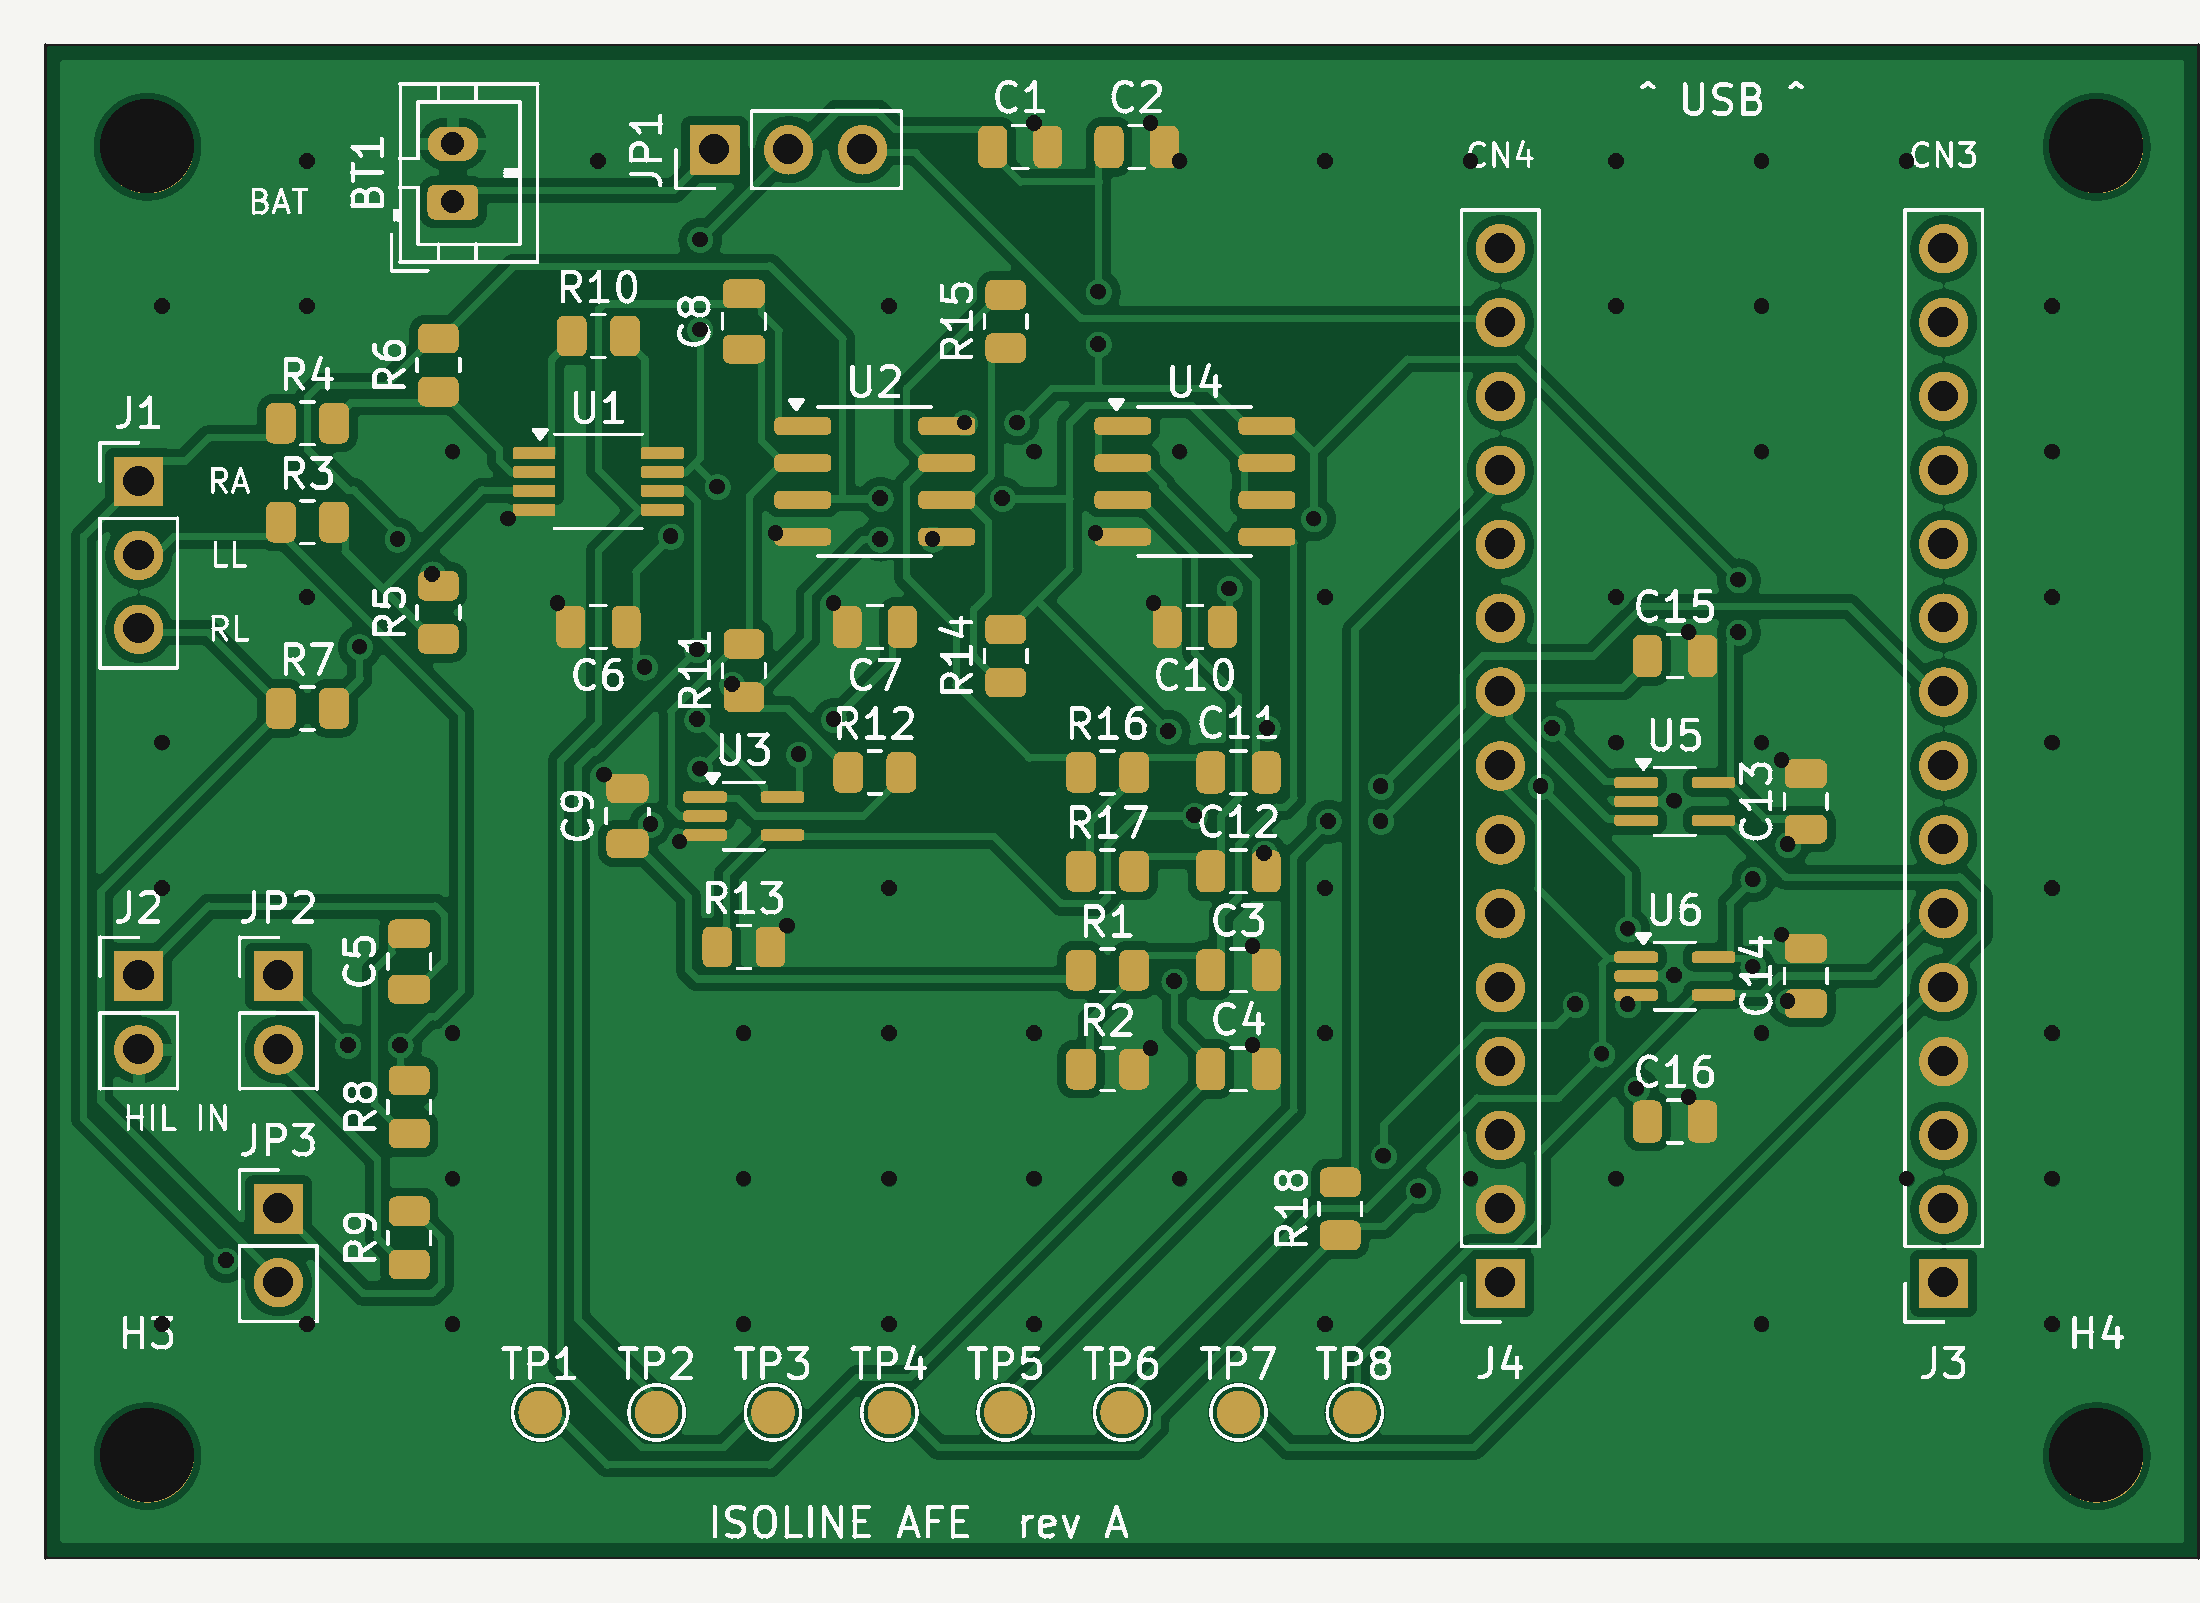 C1 C2 ^ USB ^
JP1 CN4 CN3
BT1
BAT
R10 C8 R15
R6
R4 U2 U4
J1 U1
RA R3
LL
R5 C15
RL R11 R14
R7 C6 C7 C10
R12 R16 C11 U5
U3 C13
C9 R17 C12
J2 JP2 R13 R1 C3 U6
C5 C14
R2 C4
C16
HIL IN R8
JP3
R9 R18
H3 H4
TP1 TP2 TP3 TP4 TP5 TP6 TP7 TP8 J4 J3
ISOLINE AFE rev A